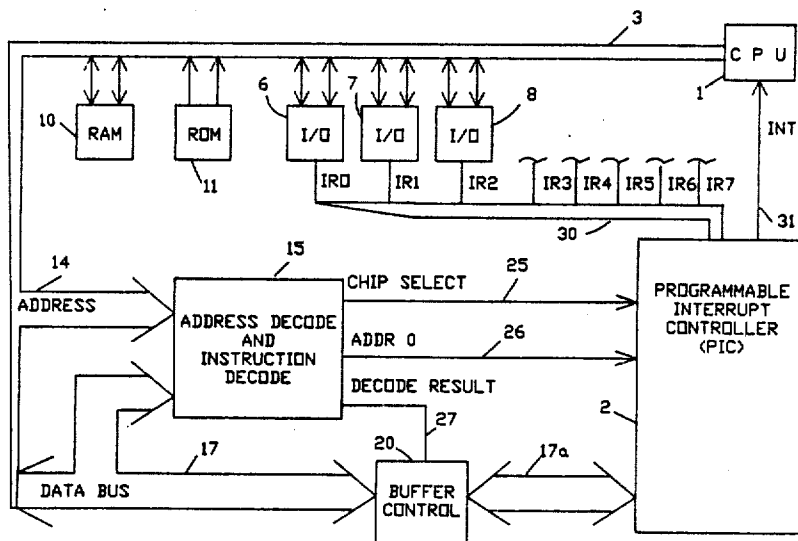 3
C P U
1
10
RAM
ROM
11
6
I/O
7
I/O
8
I/O
INT
IR0
IR1
IR2
IR3
IR4
IR5
IR6
IR7
30
31
14
ADDRESS
15
ADDRESS DECODE
AND
INSTRUCTION
DECODE
CHIP SELECT
25
ADDR 0
26
DECODE RESULT
27
PROGRAMMABLE
INTERRUPT
CONTROLLER
(PIC)
2
17
DATA BUS
20
BUFFER
CONTROL
17a